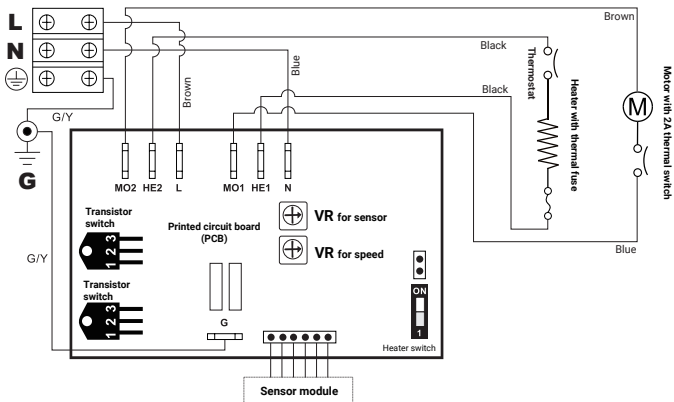 L
N
G
G/Y
G/Y
Brown
Blue
Black
Black
Brown
Blue
Thermostat
Heater with thermal fuse
M
Motor with 2A thermal switch
MO2 HE2 L MO1 HE1 N
VR for sensor
VR for speed
Transistor
switch
1 2 3
Transistor
switch
1 2 3
Printed circuit board
(PCB)
G
ON
1
Heater switch
Sensor module